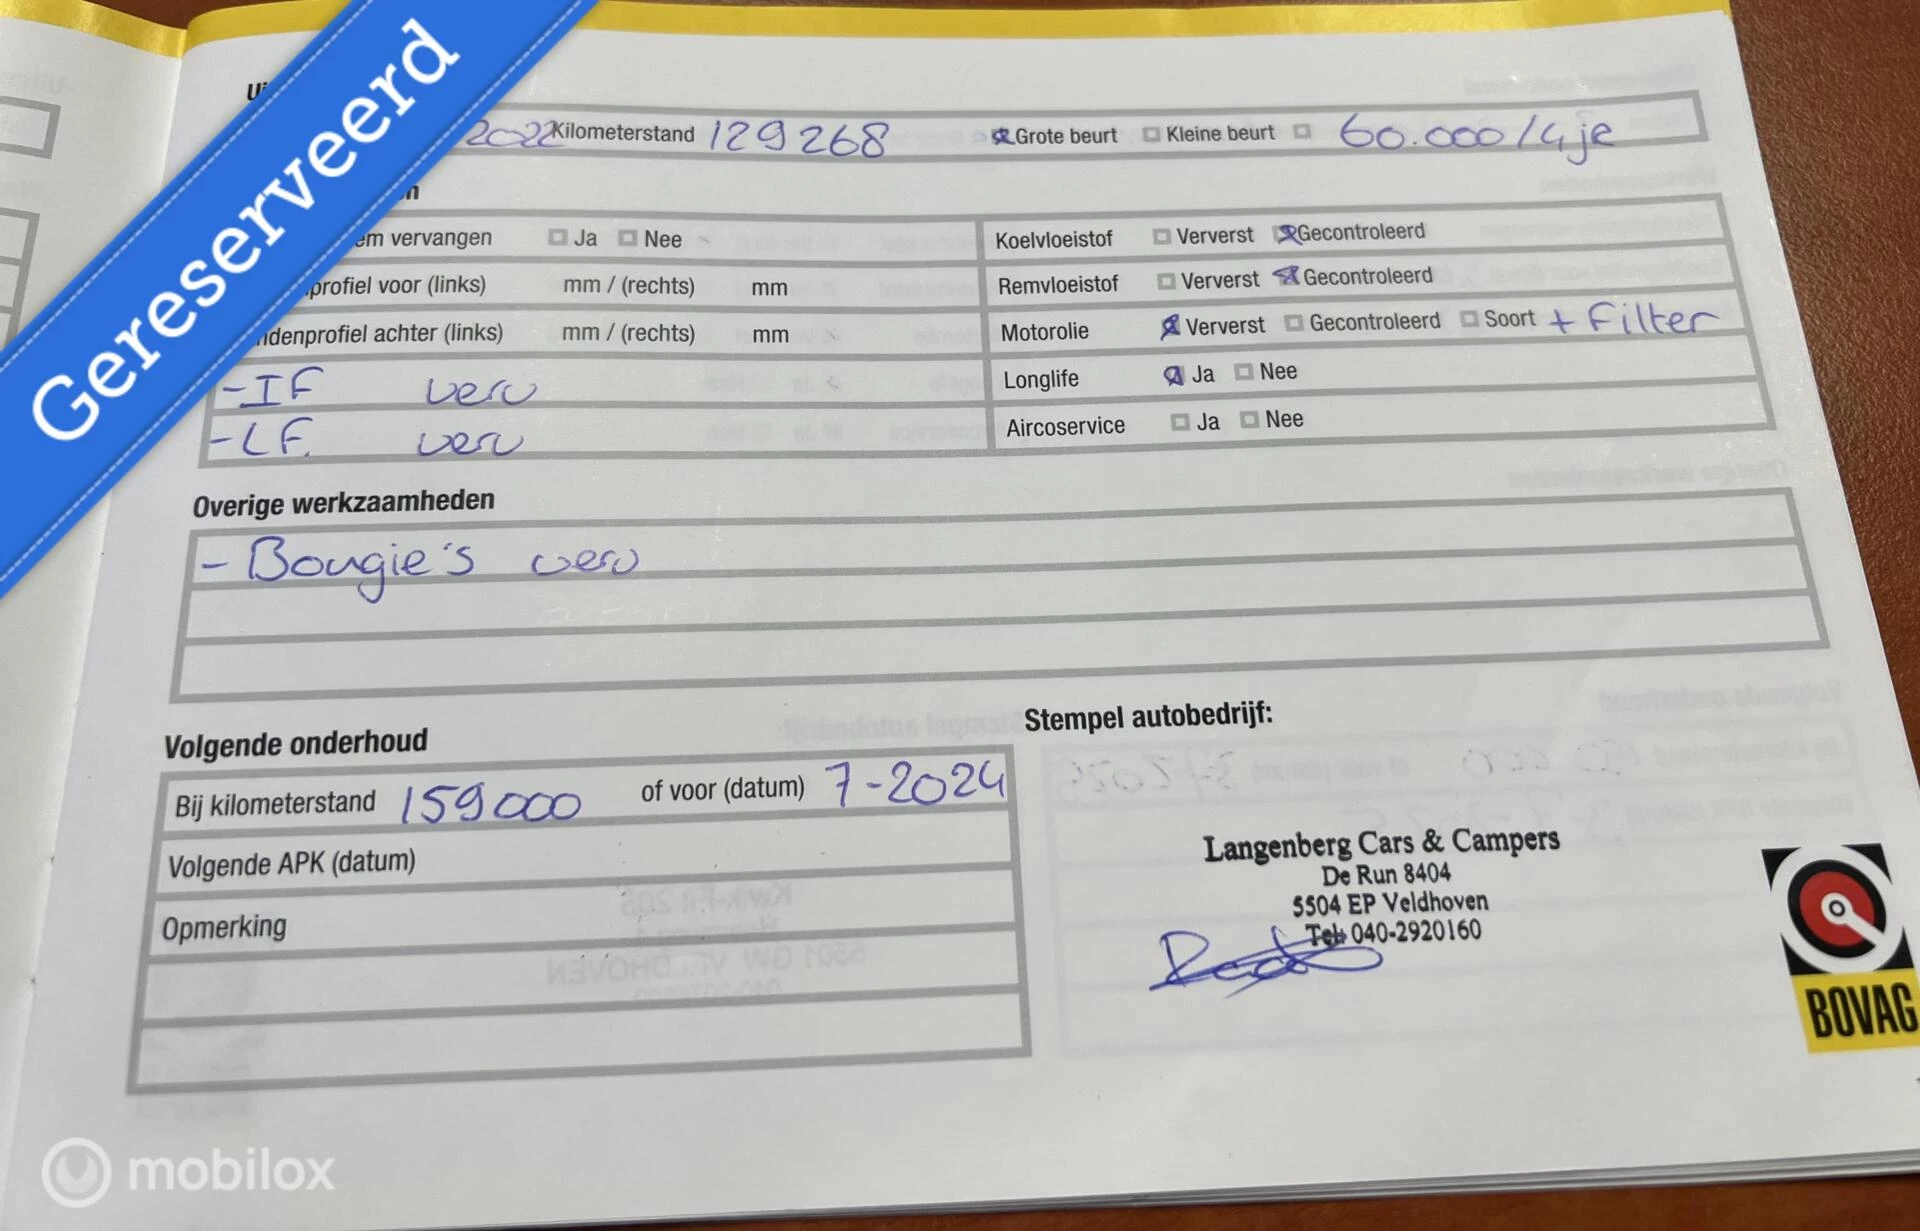 Gereserveerd
2022 Kilometerstand 129268 Grote beurt Kleine beurt 60.000 / 4 je
vervangen Ja Nee
profiel voor (links) mm / (rechts) mm
achter (links) mm / (rechts) mm
- IF verv
- LF. verv
Koelvloeistof Ververst Gecontroleerd
Remvloeistof Ververst Gecontroleerd
Motorolie Ververst Gecontroleerd Soort + Filter
Longlife Ja Nee
Aircoservice Ja Nee
Overige werkzaamheden
- Bougie's verv
Volgende onderhoud
Bij kilometerstand 159000 of voor (datum) 7-2024
Volgende APK (datum)
Opmerking
Stempel autobedrijf:
Langenberg Cars & Campers
De Run 8404
5504 EP Veldhoven
Tel: 040-2920160
BOVAG
mobilox